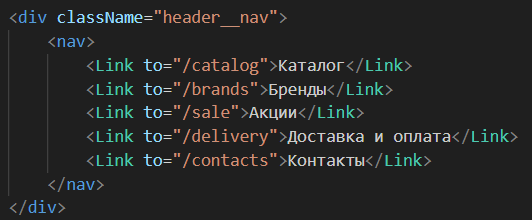 <div className="header__nav">
<nav>
<Link to="/catalog">Каталог</Link>
<Link to="/brands">Бренды</Link>
<Link to="/sale">Акции</Link>
<Link to="/delivery">Доставка и оплата</Link>
<Link to="/contacts">Контакты</Link>
</nav>
</div>